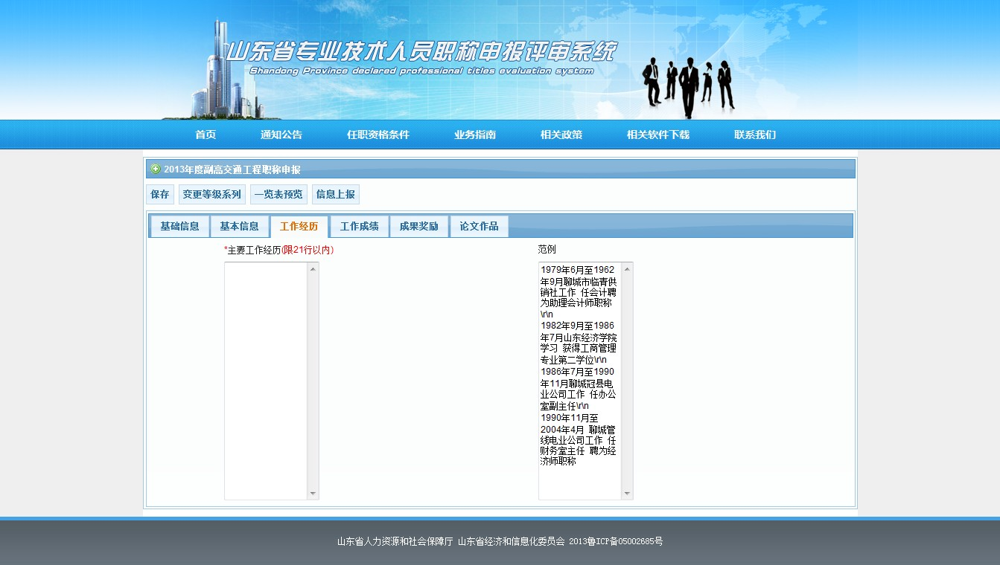 山东省专业技术人员职称申报评审系统
Shandong Province declared professional titles evaluation system
首页 通知公告 任职资格条件 业务指南 相关政策 相关软件下载 联系我们
2013年度副高交通工程职称申报
保存 变更等级系列 一览表预览 信息上报
基础信息 基本信息 工作经历 工作成绩 成果奖励 论文作品
*主要工作经历(限21行以内)
范例
1979年6月至1962
年9月聊城市临青供
销社工作 任会计聘
为助理会计师职称
\r\n
1982年9月至1986
年7月山东经济学院
学习 获得工商管理
专业第二学位\r\n
1986年7月至1990
年11月聊城冠县电
业公司工作 任办公
室副主任\r\n
1990年11月至
2004年4月 聊城管
线电业公司工作 任
财务室主任 聘为经
济师职称
山东省人力资源和社会保障厅 山东省经济和信息化委员会 2013鲁ICP备05002685号